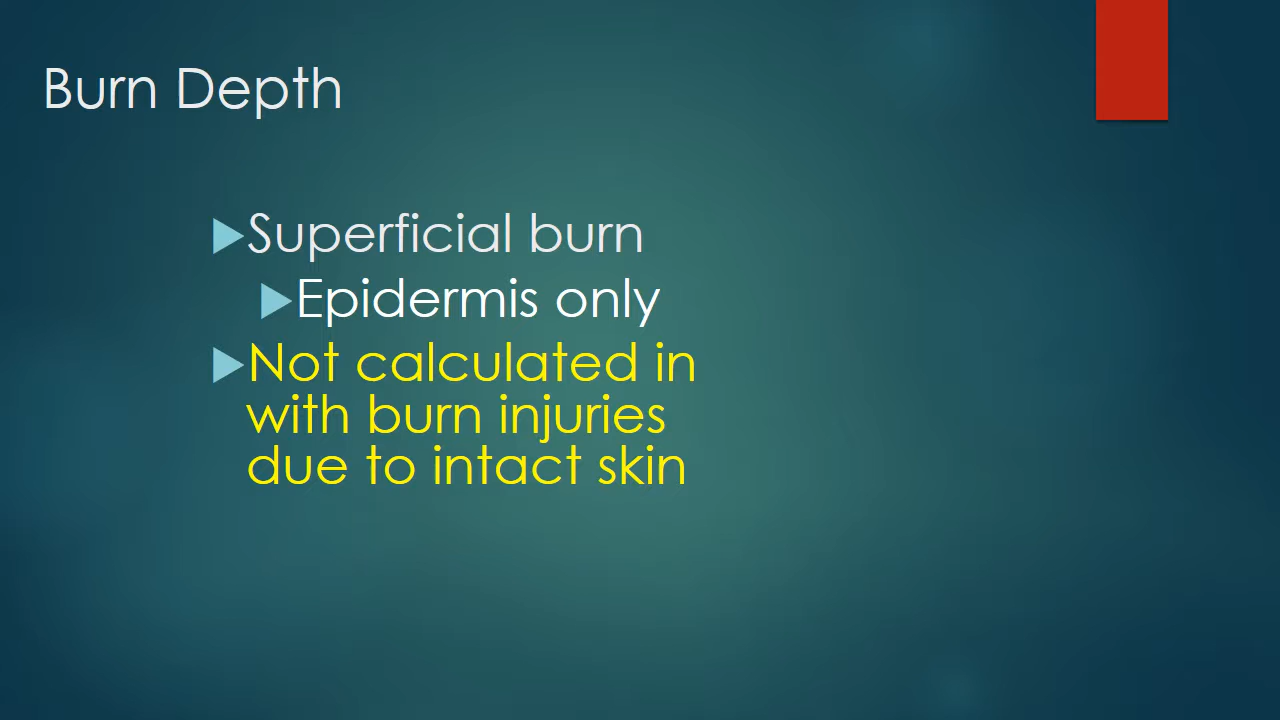 Burn Depth
Superficial burn
Epidermis only
Not calculated in
with burn injuries
due to intact skin